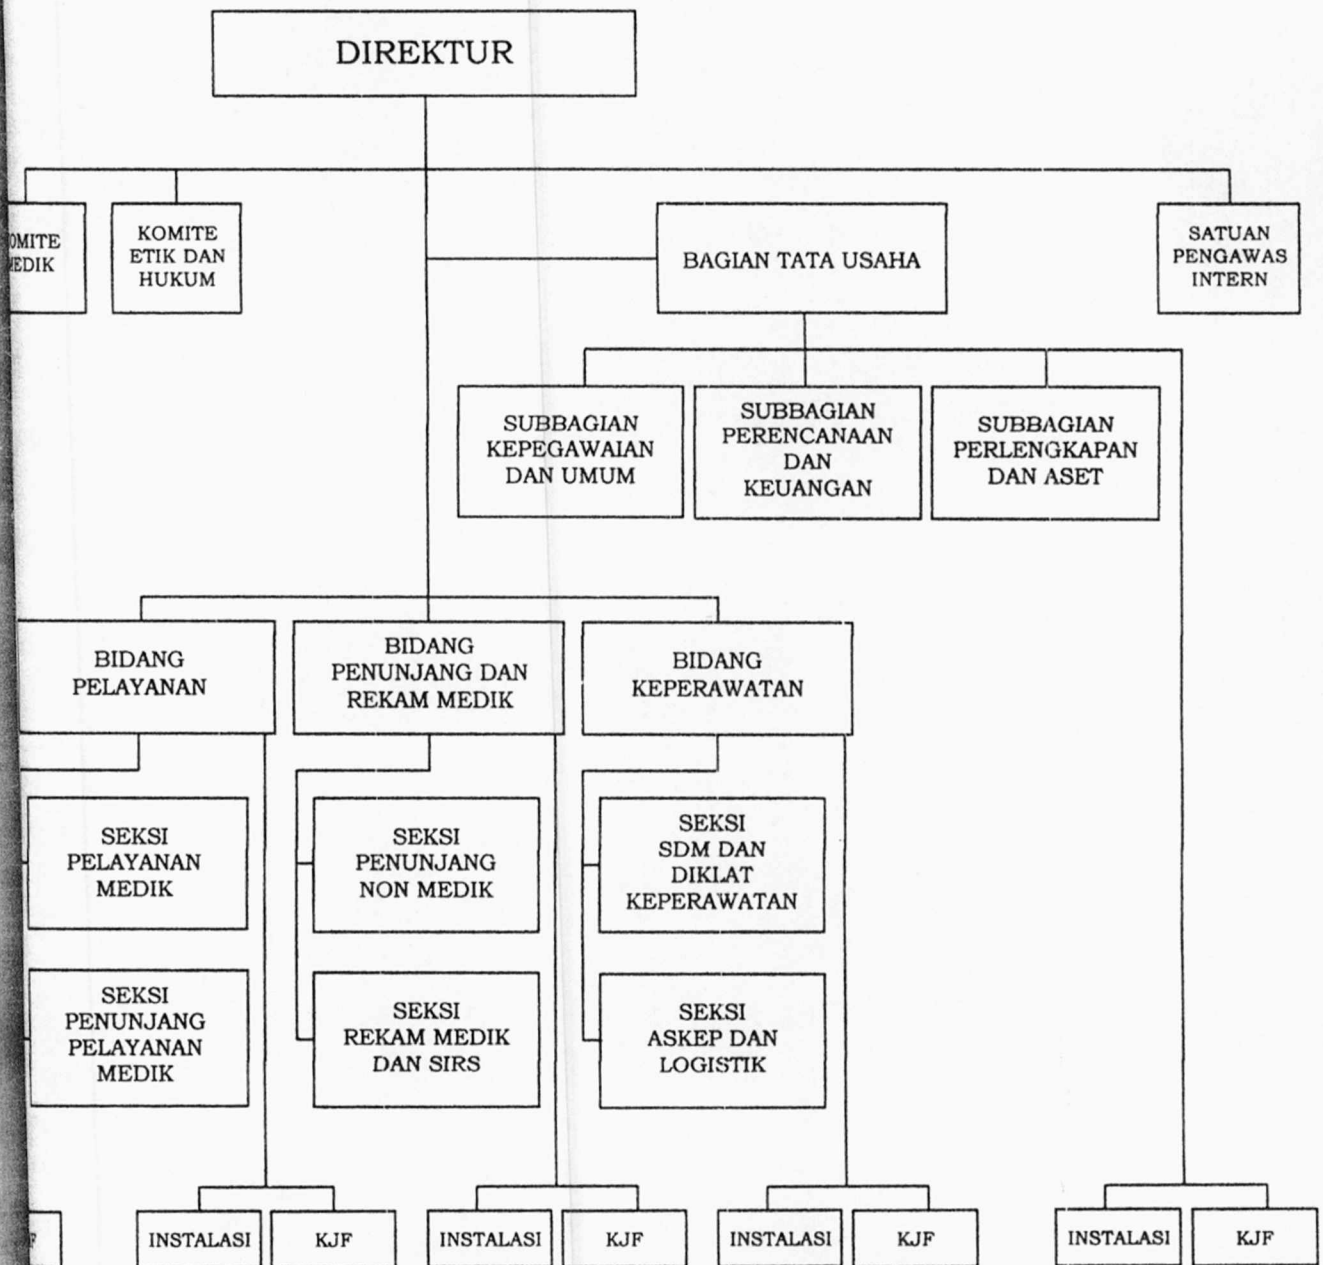 DIREKTUR
KOMITE
ETIK DAN
HUKUM
BAGIAN TATA USAHA
SATUAN
PENGAWAS
INTERN
SUBBAGIAN
KEPEGAWAIAN
DAN UMUM
SUBBAGIAN
PERENCANAAN
DAN
KEUANGAN
SUBBAGIAN
PERLENGKAPAN
DAN ASET
BIDANG
PELAYANAN
BIDANG
PENUNJANG DAN
REKAM MEDIK
BIDANG
KEPERAWATAN
SEKSI
PELAYANAN
MEDIK
SEKSI
PENUNJANG
NON MEDIK
SEKSI
SDM DAN
DIKLAT
KEPERAWATAN
SEKSI
PENUNJANG
PELAYANAN
MEDIK
SEKSI
REKAM MEDIK
DAN SIRS
SEKSI
ASKEP DAN
LOGISTIK
INSTALASI
KJF
INSTALASI
KJF
INSTALASI
KJF
INSTALASI
KJF